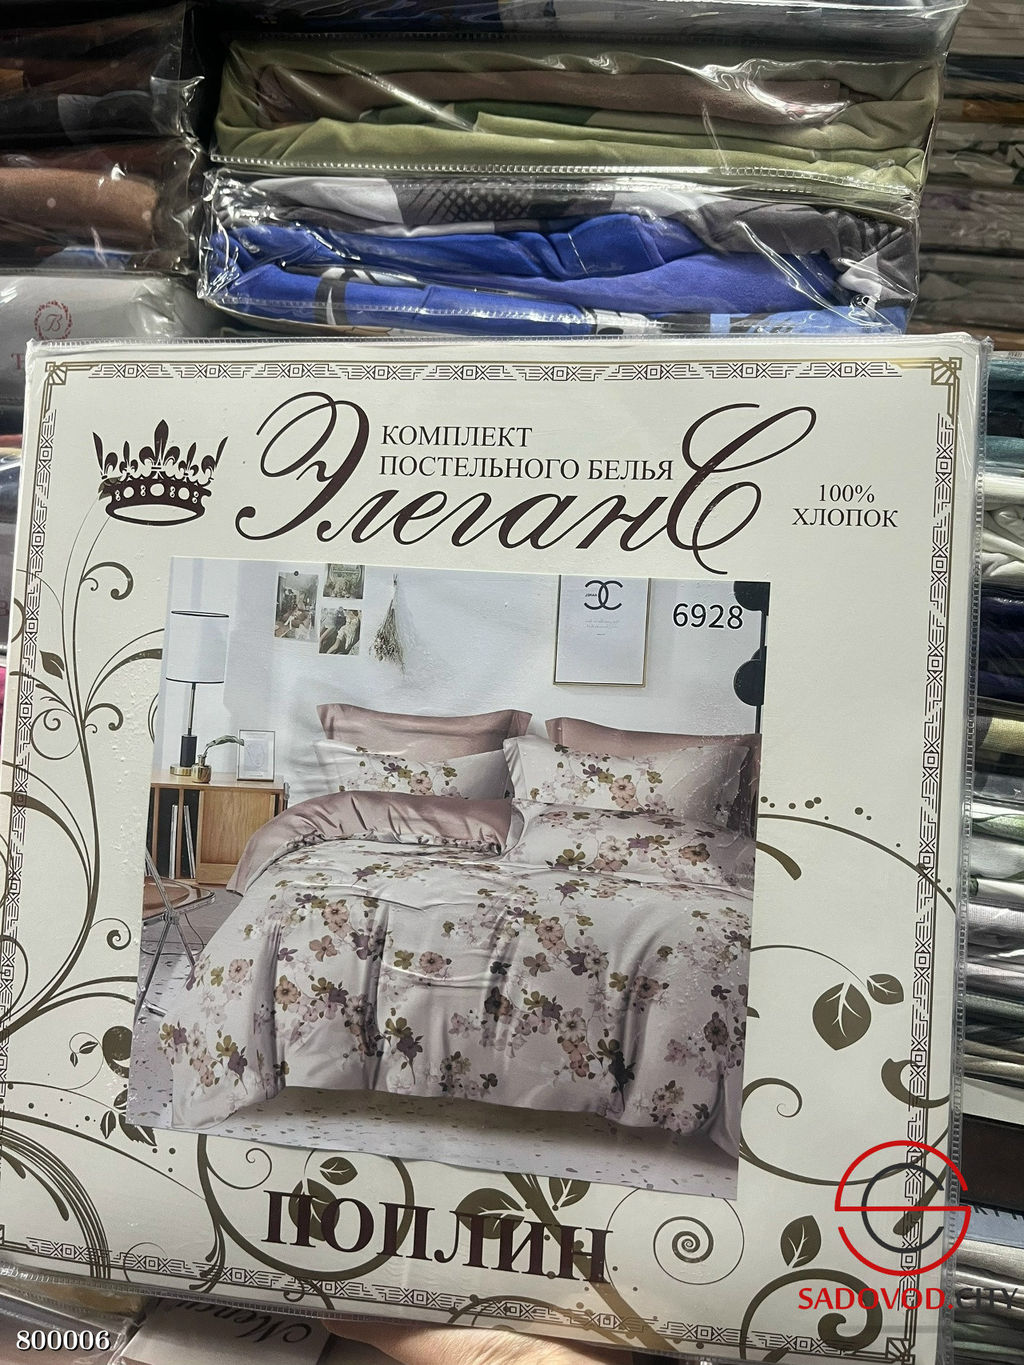 КОМПЛЕКТ
ПОСТЕЛЬНОГО БЕЛЬЯ
ЭлеганС
100%
ХЛОПОК
6928
ПОПЛИН
SADOVOD.CITY
800006